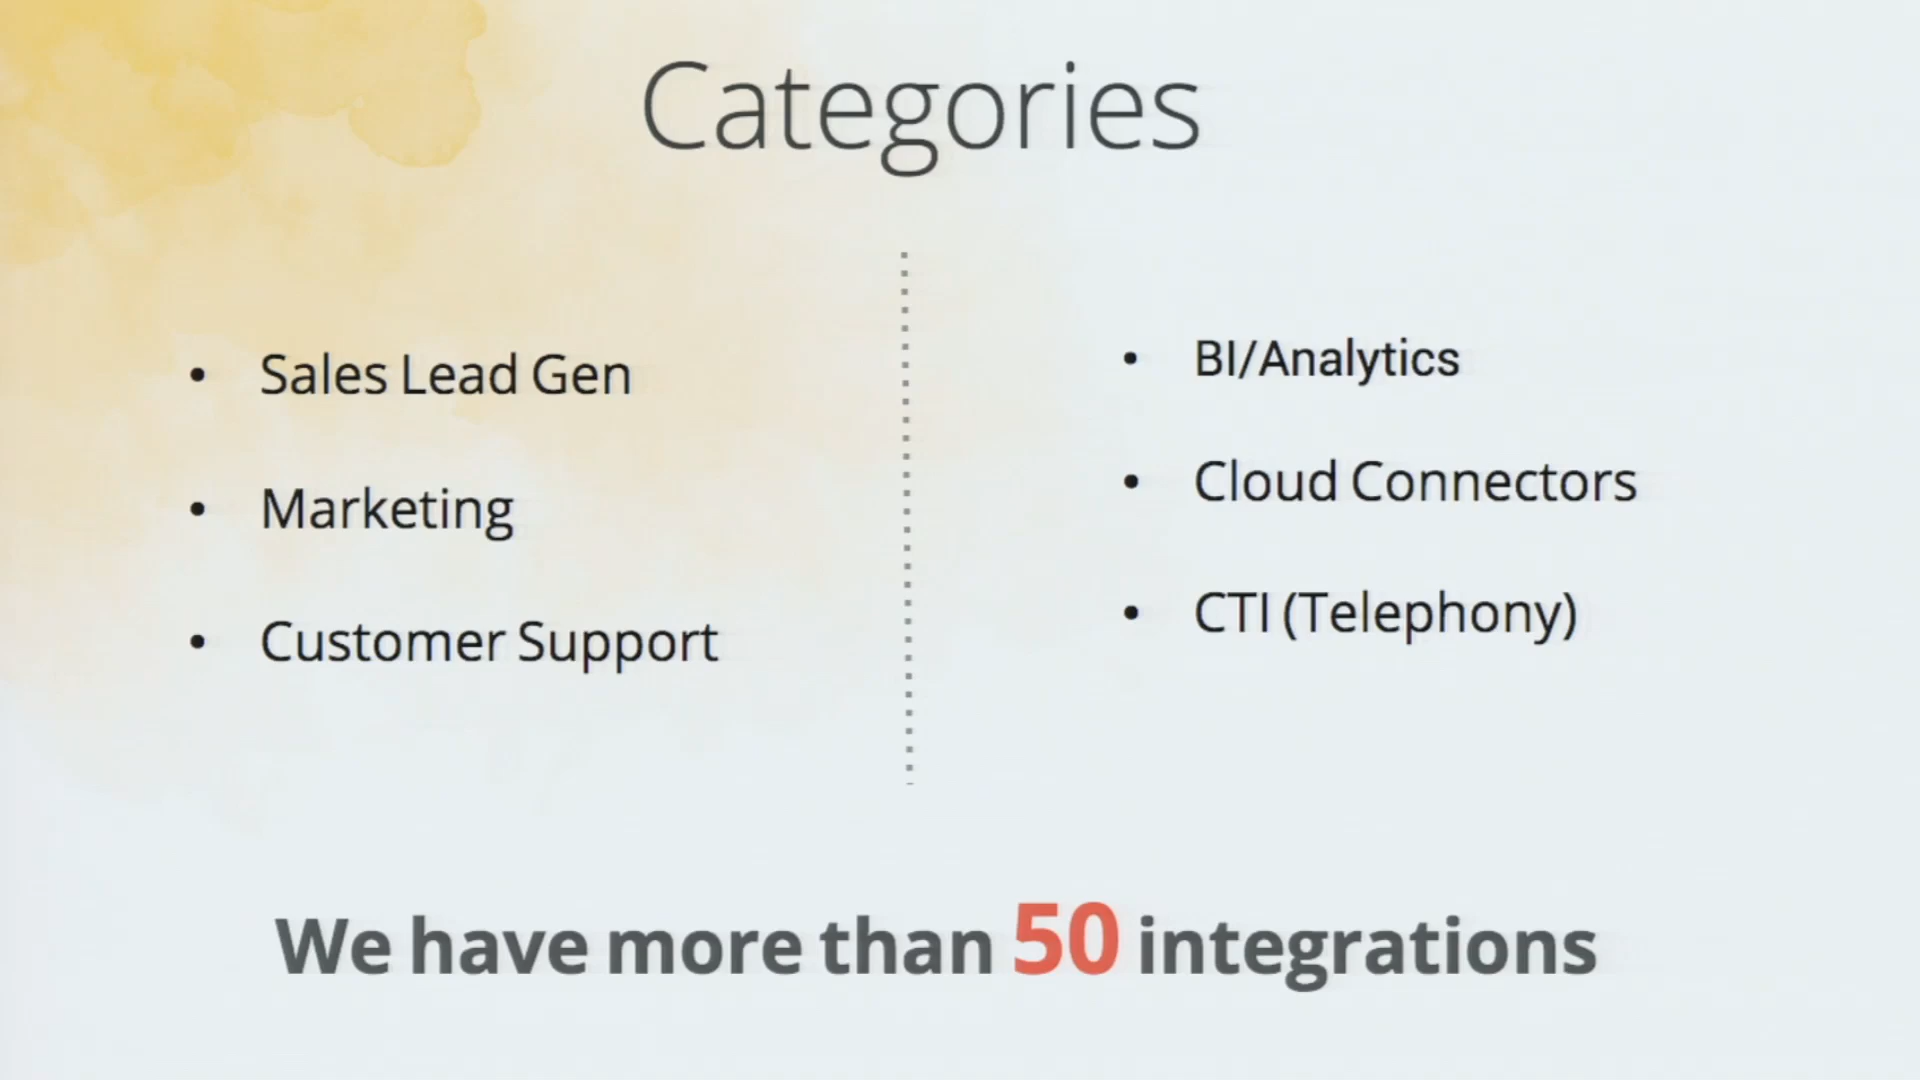 Categories
• Sales Lead Gen
• Marketing
• Customer Support
• BI/Analytics
• Cloud Connectors
• CTI (Telephony)
We have more than 50 integrations